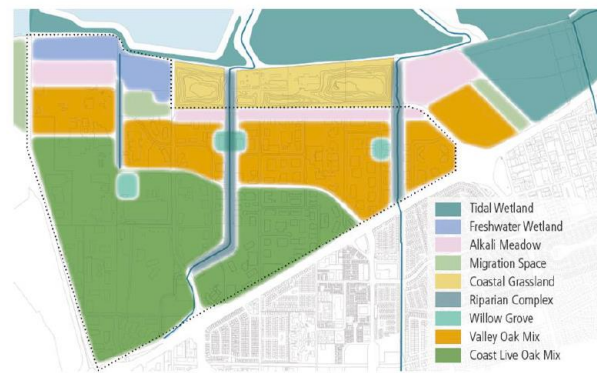 Tidal Wetland
Freshwater Wetland
Alkali Meadow
Migration Space
Coastal Grassland
Riparian Complex
Willow Grove
Valley Oak Mix
Coast Live Oak Mix